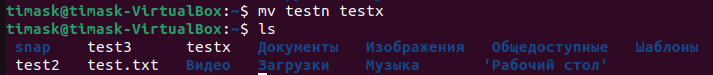 timask@timask-VirtualBox:~$ mv testn testx
timask@timask-VirtualBox:~$ ls
snap test3 testx Документы Изображения Общедоступные Шаблоны
test2 test.txt Видео Загрузки Музыка 'Рабочий стол'